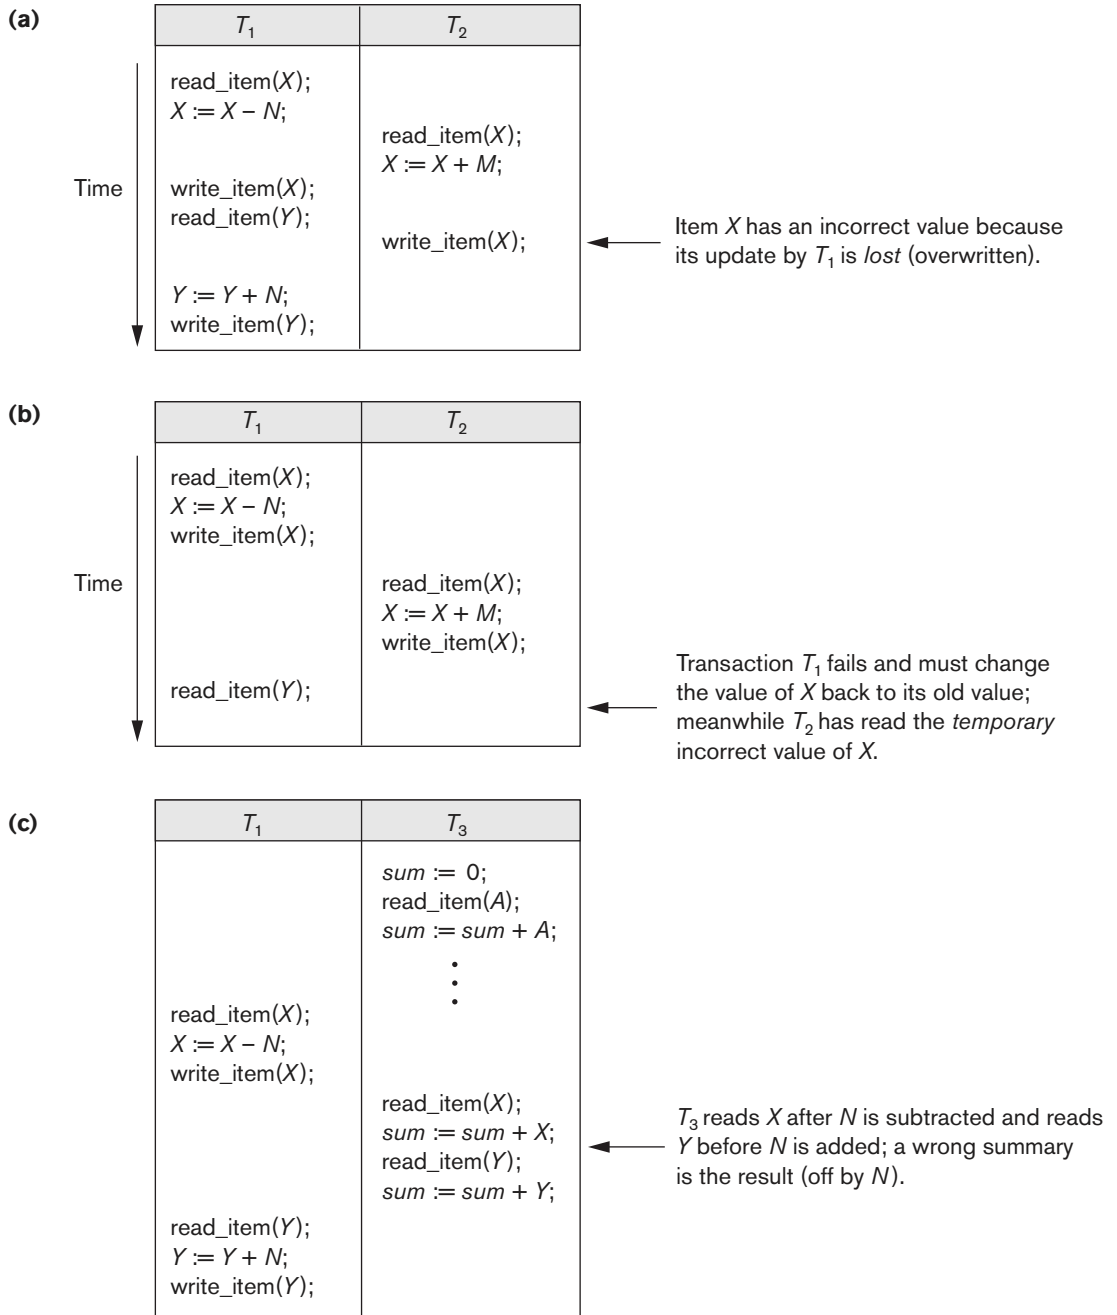 (a)
T1 T2
read_item(X);
X := X – N;
read_item(X);
X := X + M;
Time
write_item(X);
read_item(Y);
write_item(X);
Item X has an incorrect value because
its update by T1 is lost (overwritten).
Y := Y + N;
write_item(Y);
(b)
T1 T2
read_item(X);
X := X – N;
write_item(X);
Time
read_item(X);
X := X + M;
write_item(X);
read_item(Y);
Transaction T1 fails and must change
the value of X back to its old value;
meanwhile T2 has read the temporary
incorrect value of X.
(c)
T1 T3
sum := 0;
read_item(A);
sum := sum + A;
read_item(X);
X := X – N;
write_item(X);
read_item(X);
sum := sum + X;
read_item(Y);
sum := sum + Y;
T3 reads X after N is subtracted and reads
Y before N is added; a wrong summary
is the result (off by N).
read_item(Y);
Y := Y + N;
write_item(Y);